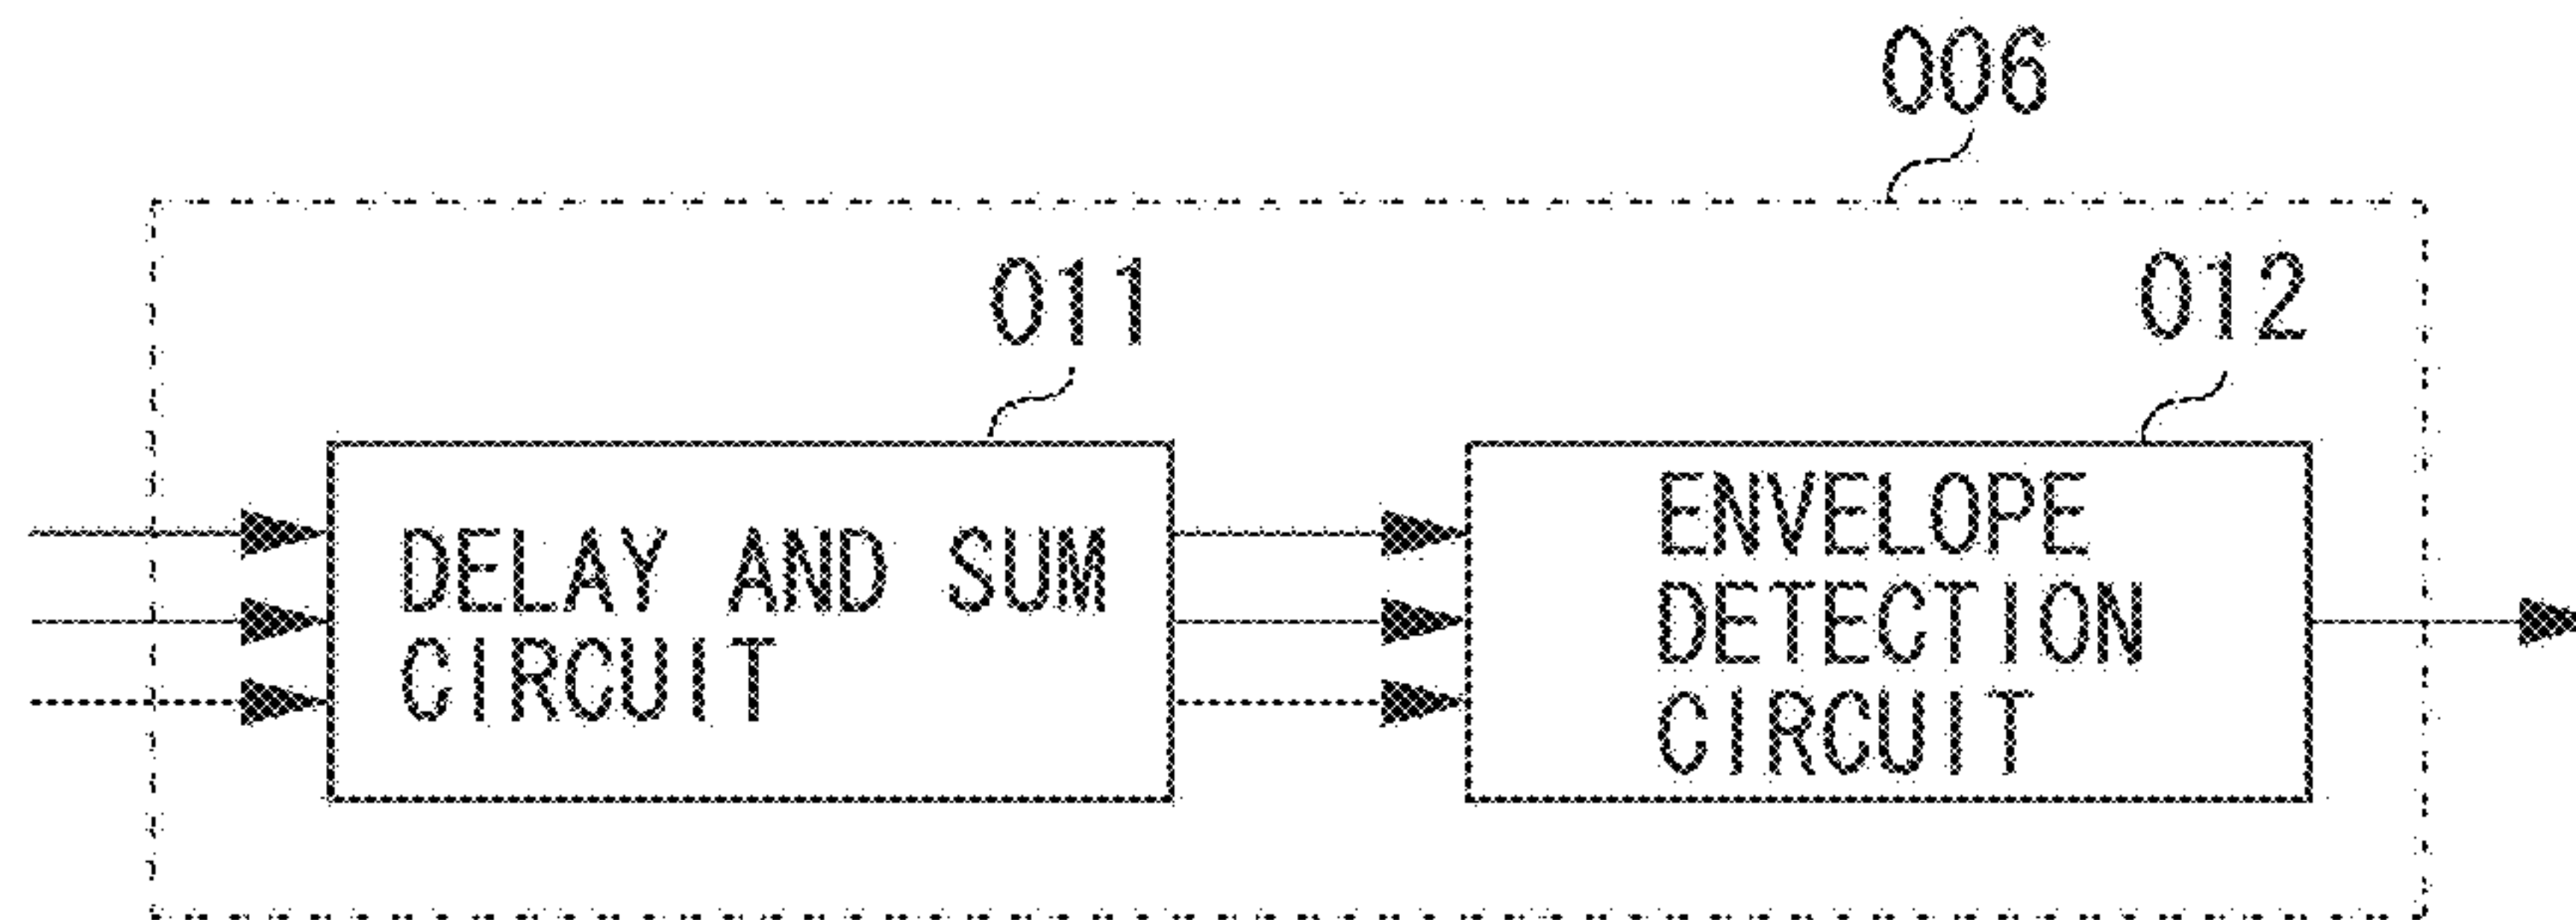 006
011
012
DELAY AND SUM
CIRCUIT
ENVELOPE
DETECTION
CIRCUIT